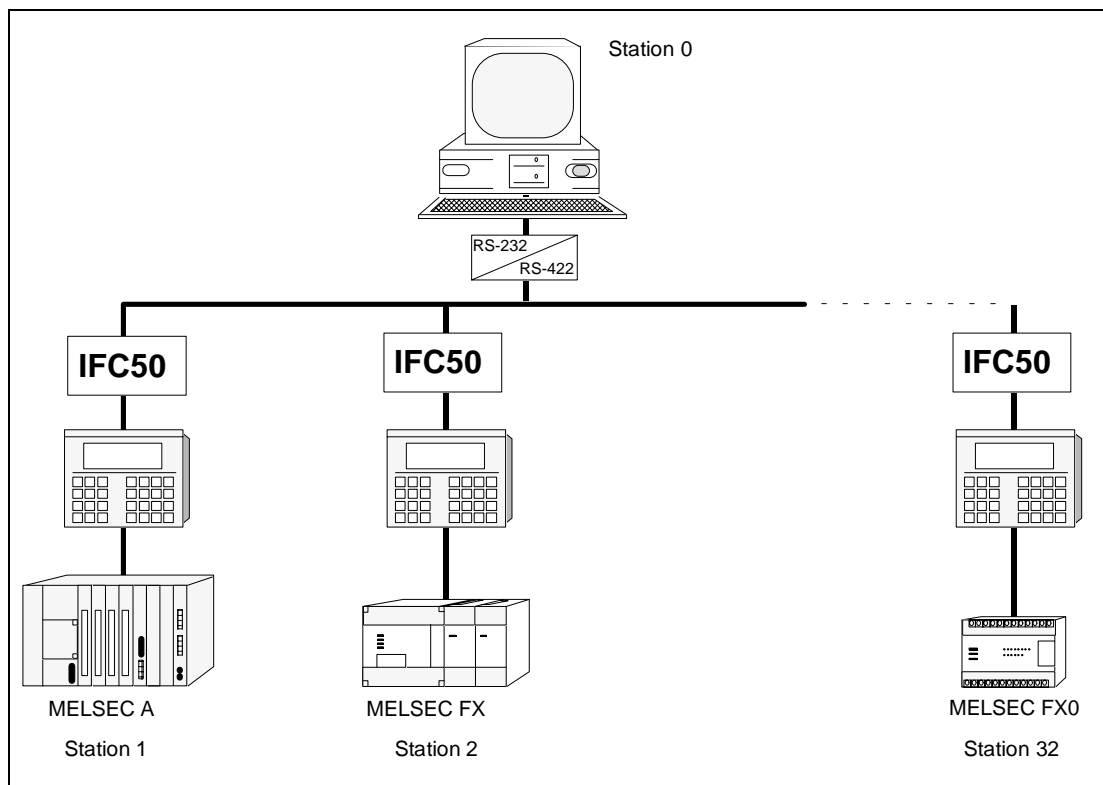 Station 0
RS-232
RS-422
IFC50
IFC50
IFC50
MELSEC A
MELSEC FX
MELSEC FX0
Station 1
Station 2
Station 32